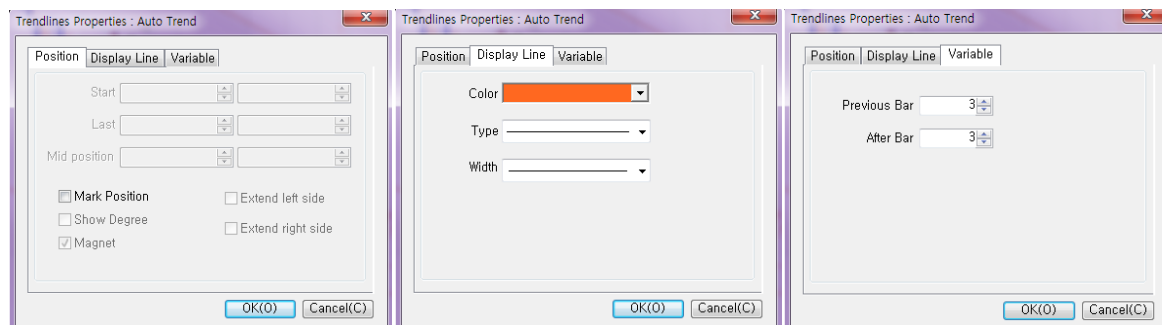 Trendlines Properties : Auto Trend
Position Display Line Variable
Start
Last
Mid position
Mark Position
Extend left side
Show Degree
Extend right side
Magnet
OK(O) Cancel(C)
Trendlines Properties : Auto Trend
Position Display Line Variable
Color
Type
Width
OK(O) Cancel(C)
Trendlines Properties : Auto Trend
Position Display Line Variable
Previous Bar 3
After Bar 3
OK(O) Cancel(C)